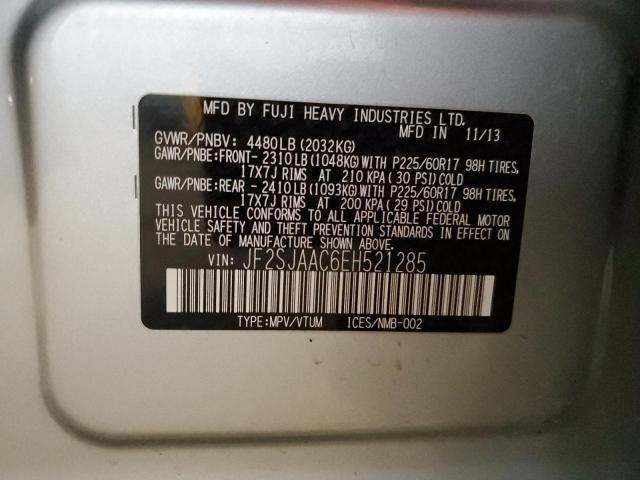 MFD BY FUJI HEAVY INDUSTRIES LTD.
MFD IN 11/13
GVWR/PNBV: 4480LB(2032KG)
GAWR/PNBE:FRONT- 2310LB(1048KG)WITH P225/60R17 98H TIRES,
17X7J RIMS AT 210 KPA(30 PSI)COLD
GAWR/PNBE:REAR - 2410LB(1093KG)WITH P225/60R17 98H TIRES,
17X7J RIMS AT 200 KPA(29 PSI)COLD
THIS VEHICLE CONFORMS TO ALL APPLICABLE FEDERAL MOTOR
VEHICLE SAFETY AND THEFT PREVENTION STANDARDS IN EFFECT
ON THE DATE OF MANUFACTURE SHOWN ABOVE.
VIN: JF2SJAAC6EH521285
TYPE:MPV/VTUM ICES/NMB-002